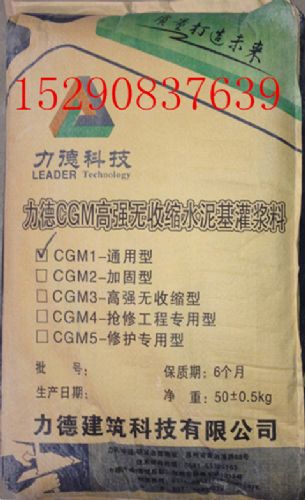 质量打造未来
15290837639
力德科技
LEADER Technology
力德CGM高强无收缩水泥基灌浆料
CGM1-通用型
CGM2-加固型
CGM3-高强无收缩型
CGM4-抢修工程专用型
CGM5-修护专用型
批 号: 保质期: 6个月
生产日期: 净 重: 50±0.5kg
力德建筑科技有限公司